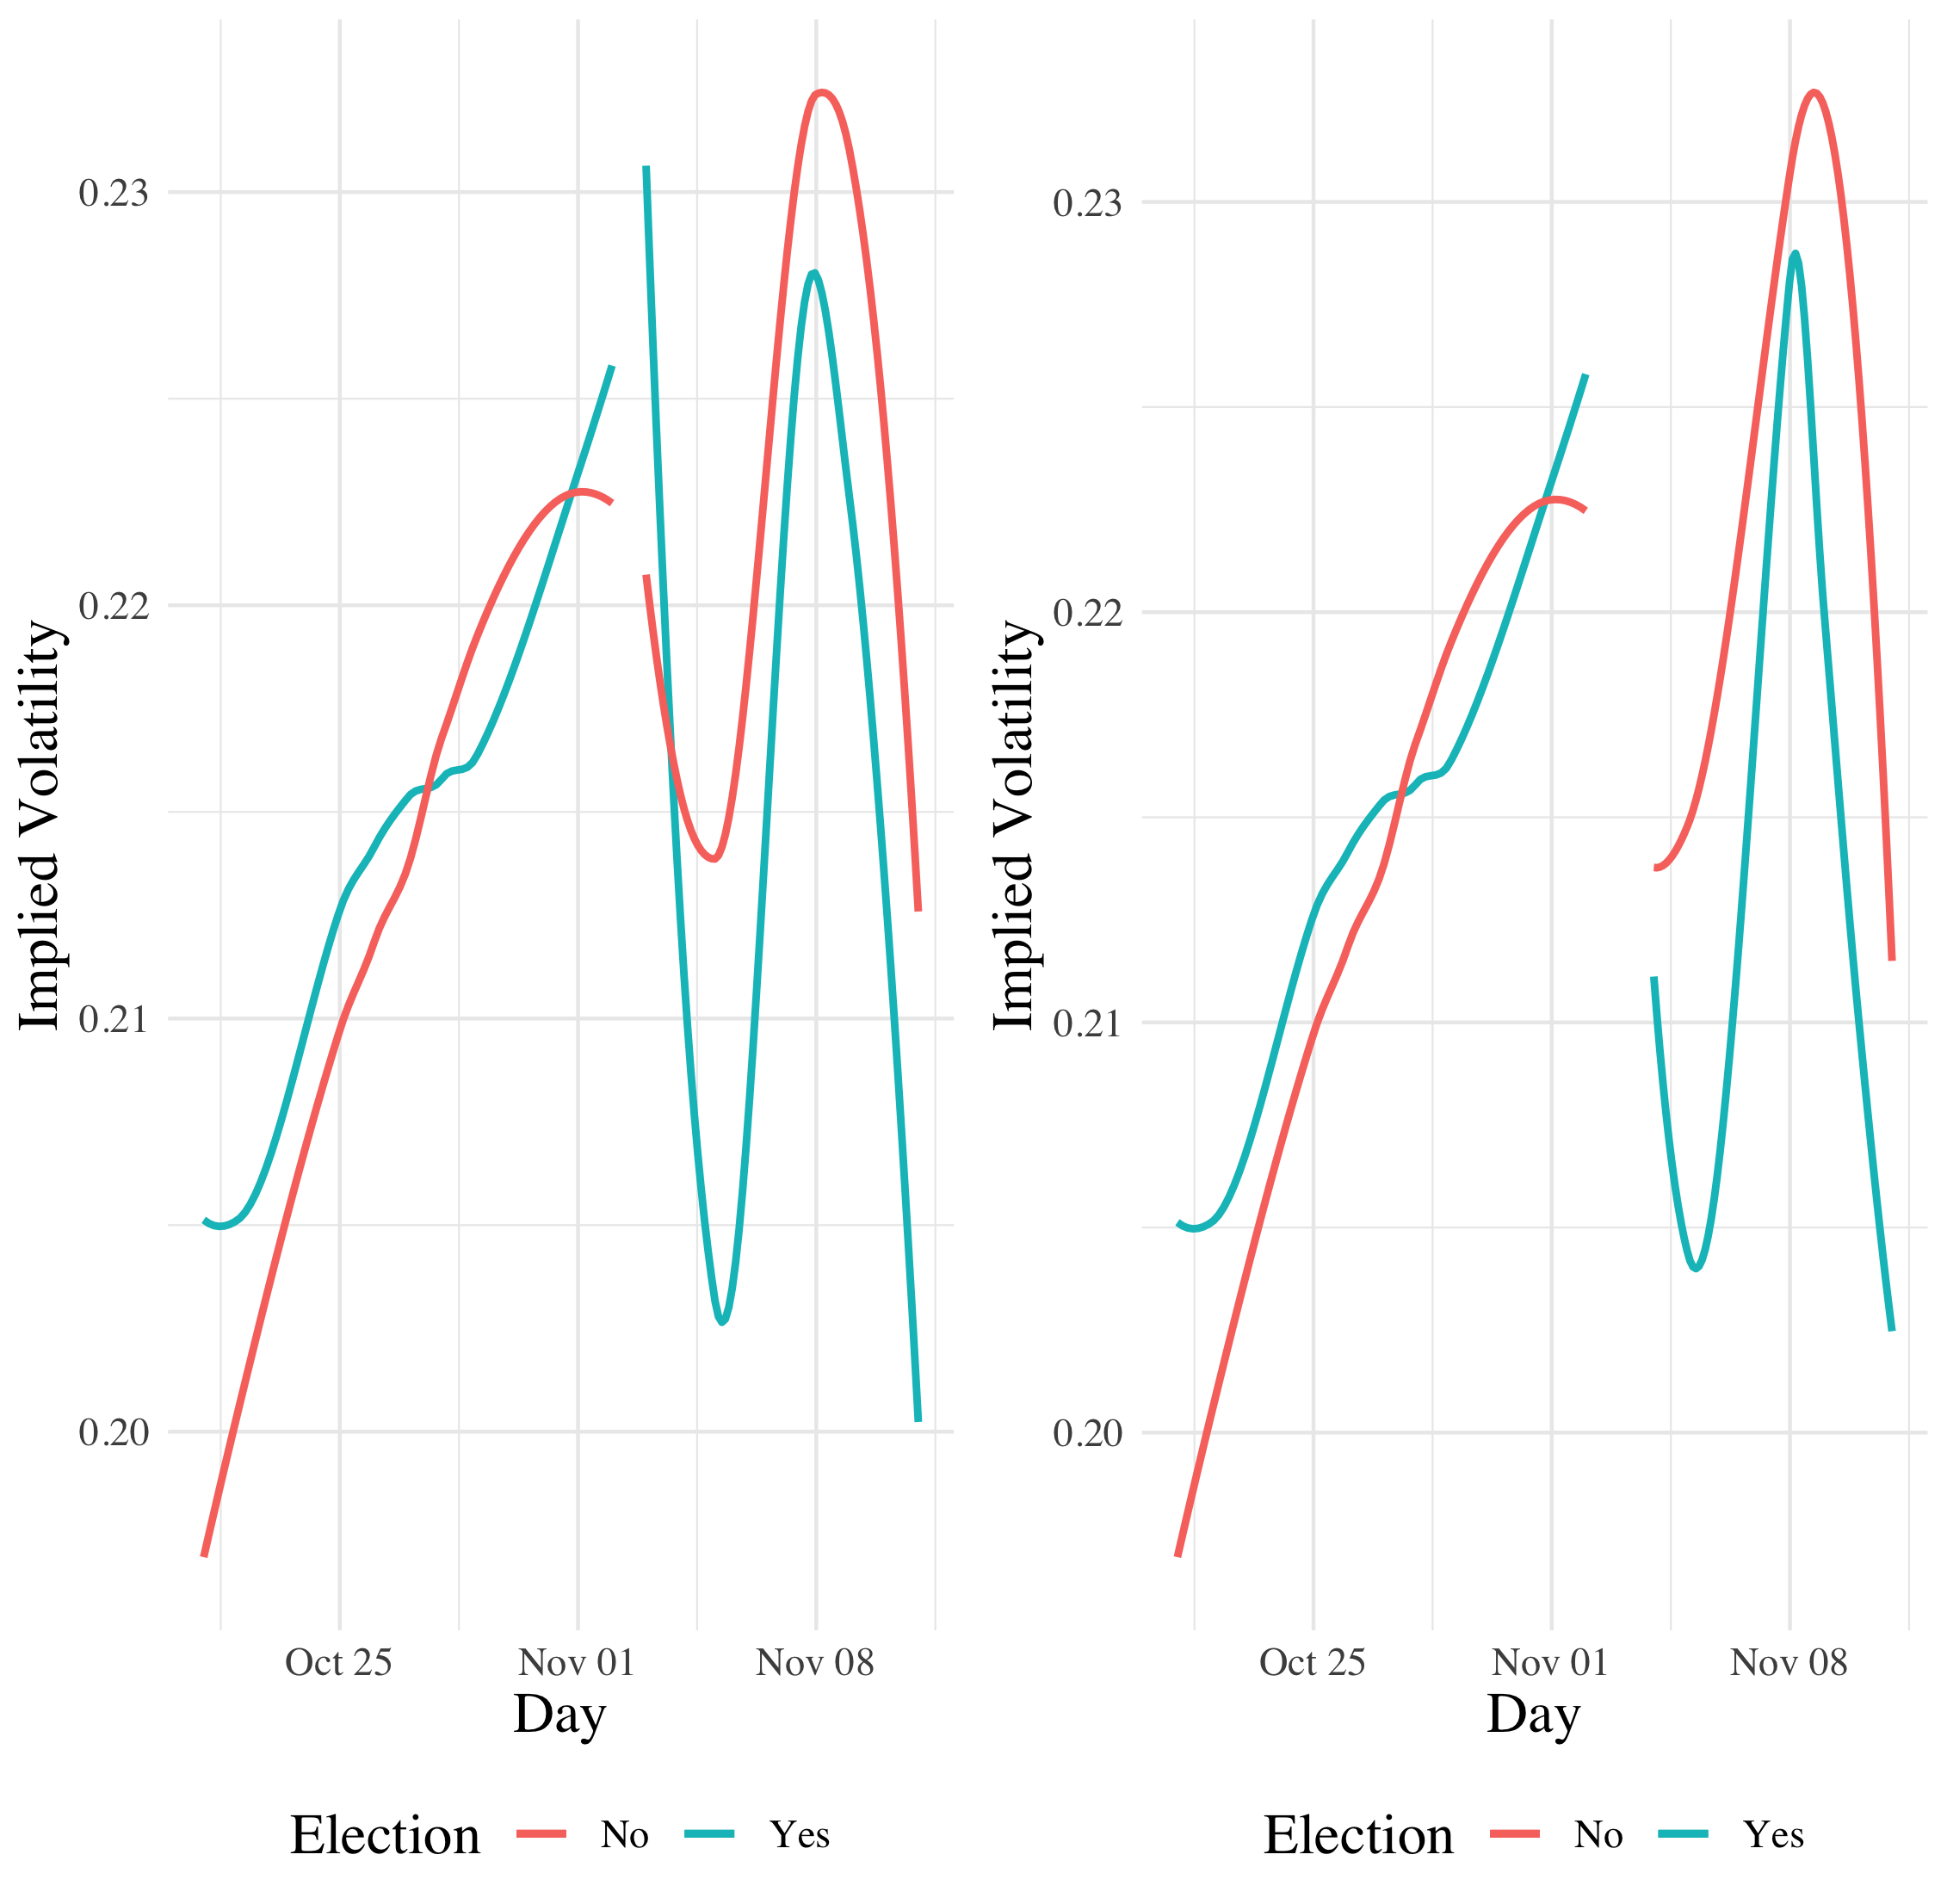 Implied Volatility
0.23
0.22
0.21
0.20
Oct 25 Nov 01 Nov 08
Day
Election No Yes
Implied Volatility
0.23
0.22
0.21
0.20
Oct 25 Nov 01 Nov 08
Day
Election No Yes